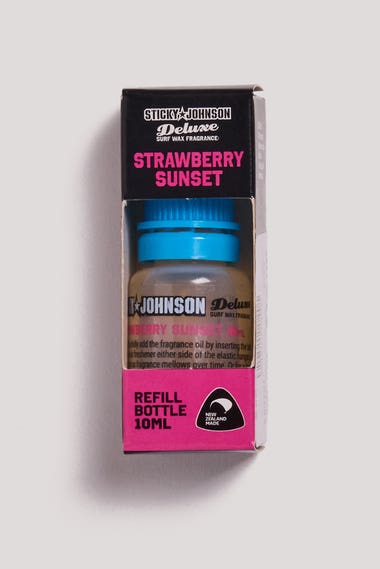 STICKY★JOHNSON
Deluxe
SURF WAX FRAGRANCE
STRAWBERRY
SUNSET
JOHNSON Deluxe
SURF WAX FRAGRANCE
SUNSET
add the fragrance oil by inserting the
freshener either side of the elastic
fragrance mellows over time.
REFILL
BOTTLE
10ML
NEW
ZEALAND
MADE